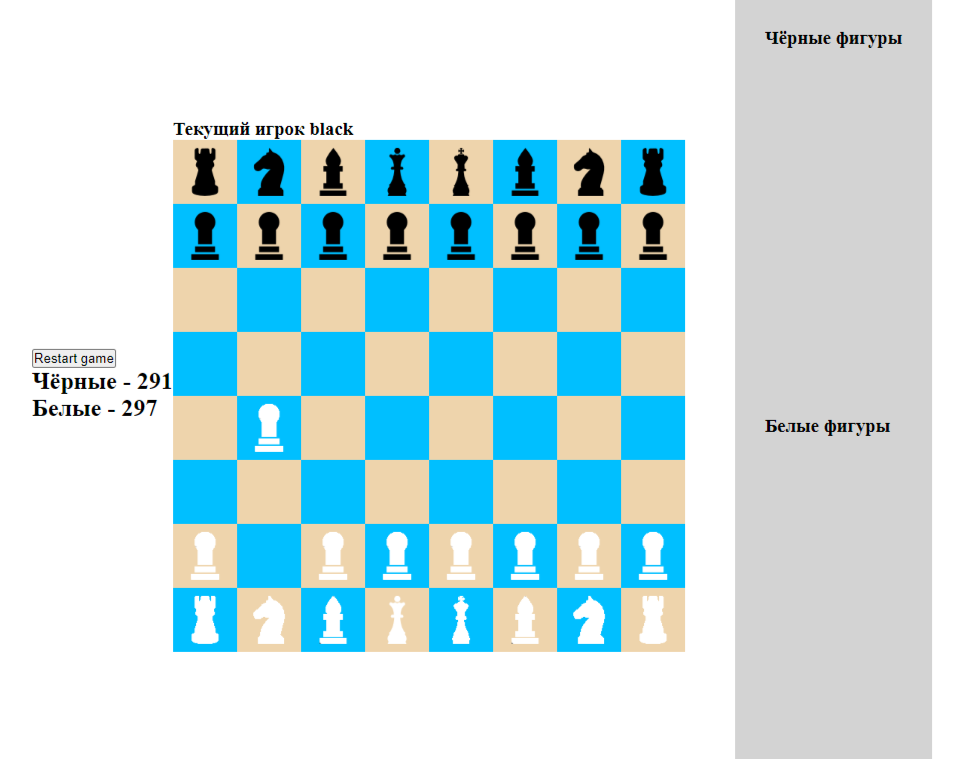 Чёрные фигуры
Текущий игрок black
Restart game
Чёрные - 291
Белые - 297
Белые фигуры